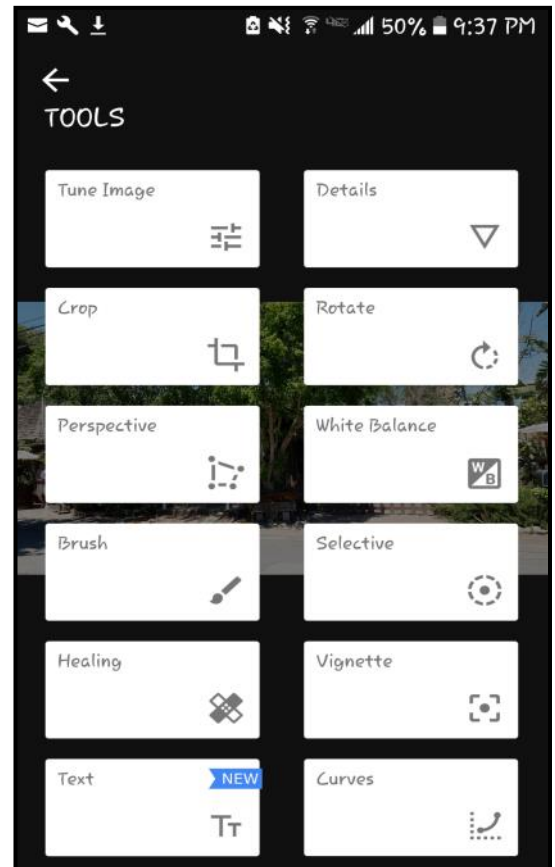 50% 9:37 PM
TOOLS
Tune Image
Details
Crop
Rotate
Perspective
White Balance
W
B
Brush
Selective
Healing
Vignette
Text
NEW
Curves
TT